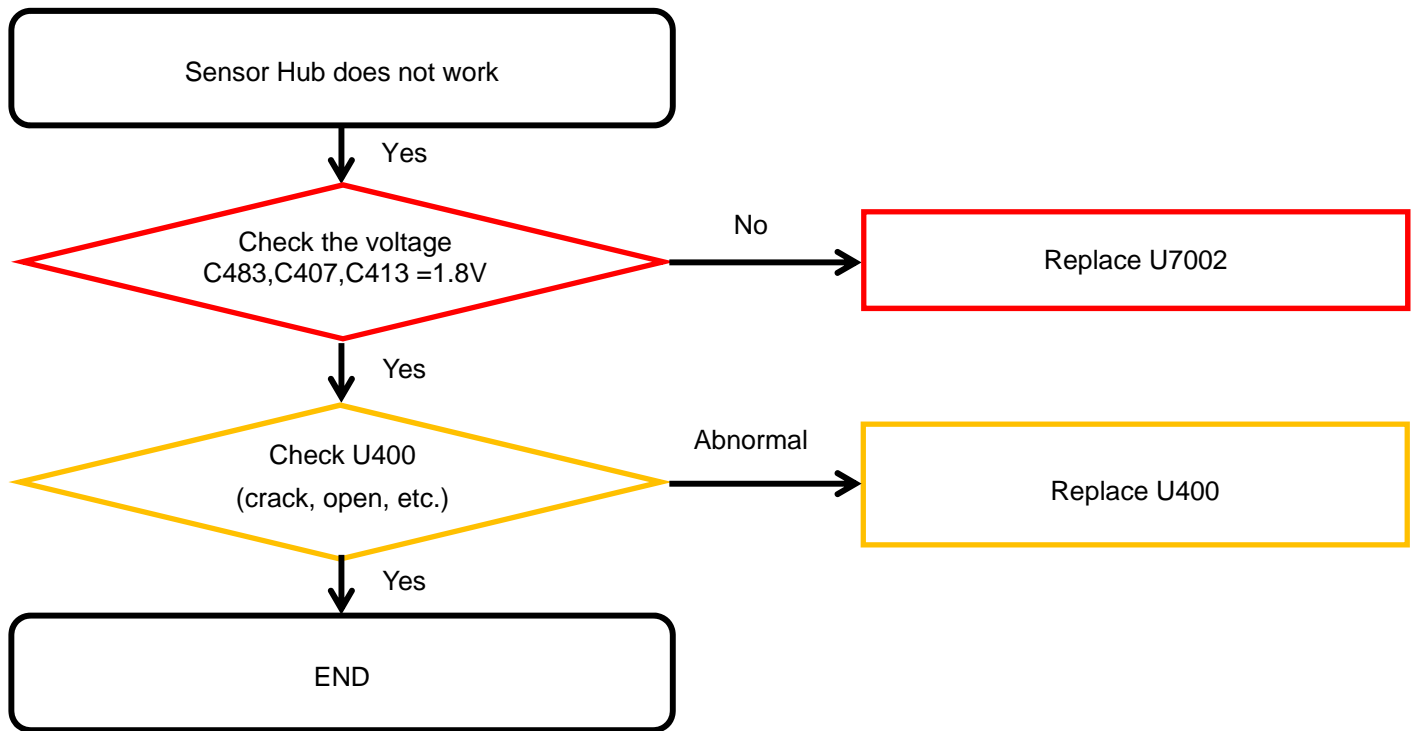 Sensor Hub does not work
Yes
Check the voltage
C483,C407,C413 =1.8V
No
Replace U7002
Yes
Check U400
(crack, open, etc.)
Abnormal
Replace U400
Yes
END